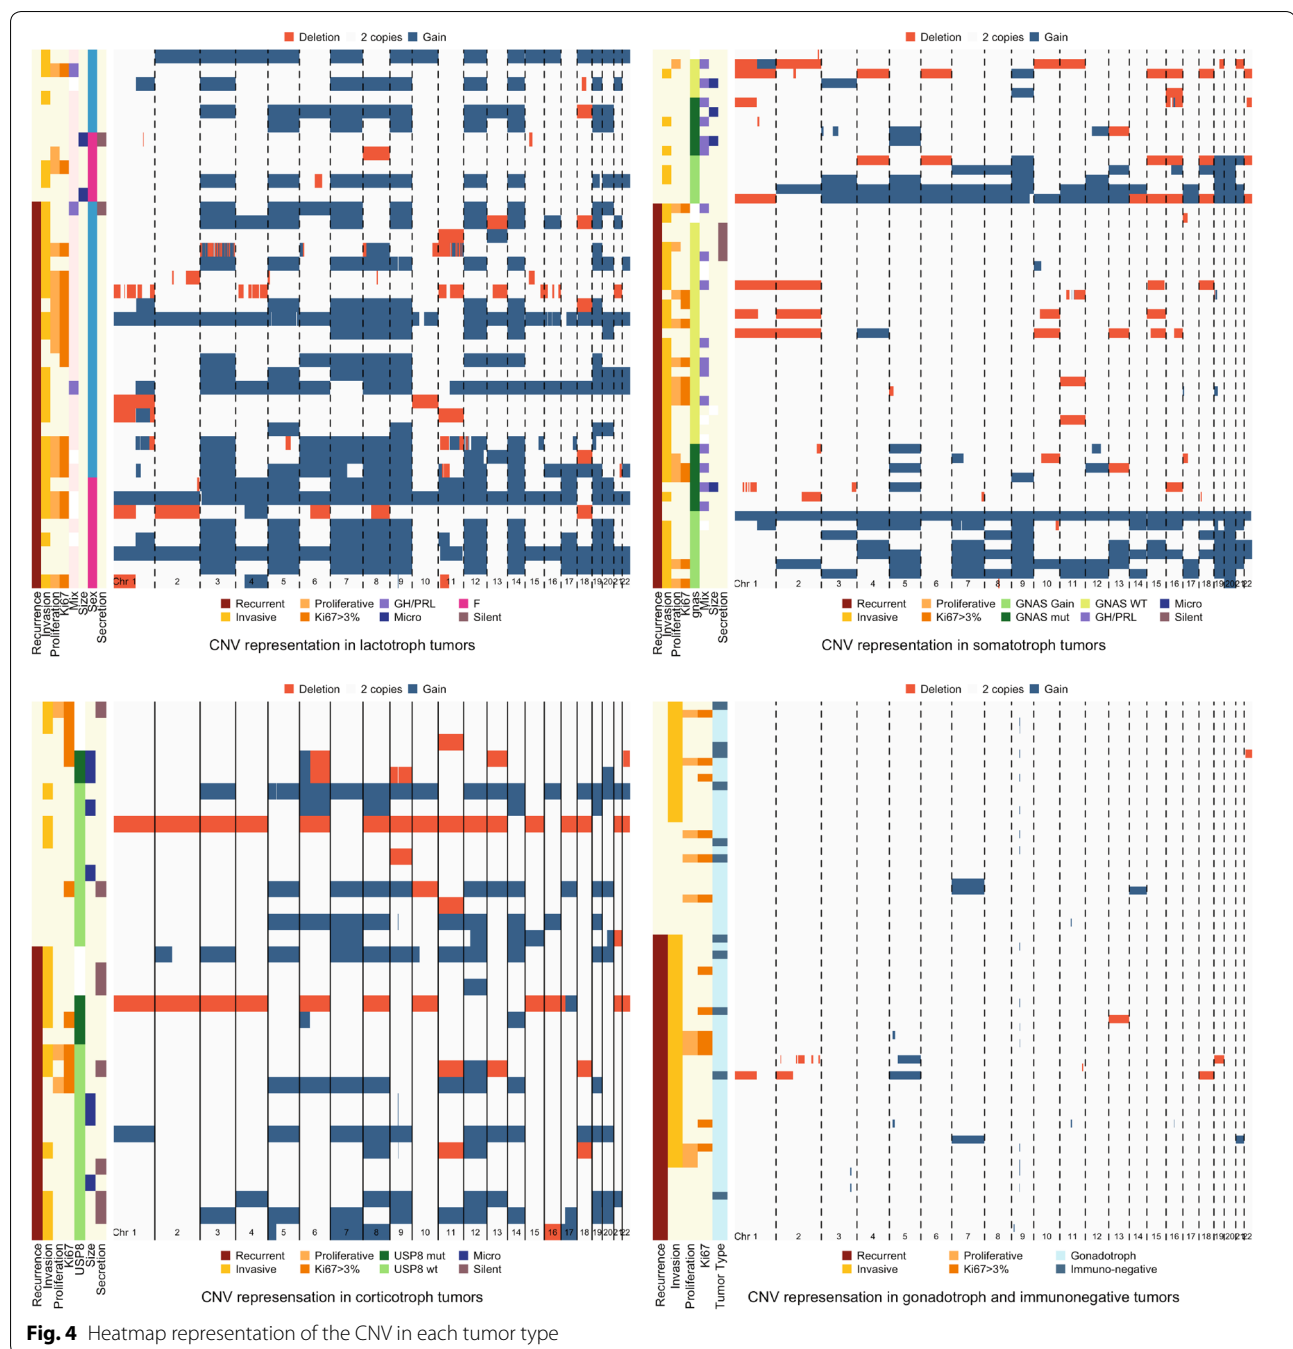 Deletion 2 copies Gain
Chr 1 2 3 4 5 6 7 8 9 10 11 12 13 14 15 16 17 18 19 20 21 22
Recurrence
Invasion
Proliferation
Ki67
Mix
Size
Sex
Secretion
Recurrent Proliferative GH/PRL F
Invasive Ki67>3% Micro Silent
CNV representation in lactotroph tumors
Deletion 2 copies Gain
Chr 1 2 3 4 5 6 7 8 9 10 11 12 13 14 15 16 17 18 19 20 21 22
Recurrence
Invasion
Proliferation
Ki67
gnas
Mix
Size
Secretion
Recurrent Proliferative GNAS Gain GNAS WT Micro
Invasive Ki67>3% GNAS mut GH/PRL Silent
CNV representation in somatotroph tumors
Deletion 2 copies Gain
Chr 1 2 3 4 5 6 7 8 9 10 11 12 13 14 15 16 17 18 19 20 21 22
Recurrence
Invasion
Proliferation
Ki67
USP8
Size
Secretion
Recurrent Proliferative USP8 mut Micro
Invasive Ki67>3% USP8 wt Silent
CNV represensation in corticotroph tumors
Deletion 2 copies Gain
Chr 1 2 3 4 5 6 7 8 9 10 11 12 13 14 15 16 17 18 19 20 21 22
Recurrence
Invasion
Proliferation
Ki67
Tumor Type
Recurrent Proliferative Gonadotroph
Invasive Ki67>3% Immuno-negative
CNV represensation in gonadotroph and immunonegative tumors
Fig. 4 Heatmap representation of the CNV in each tumor type